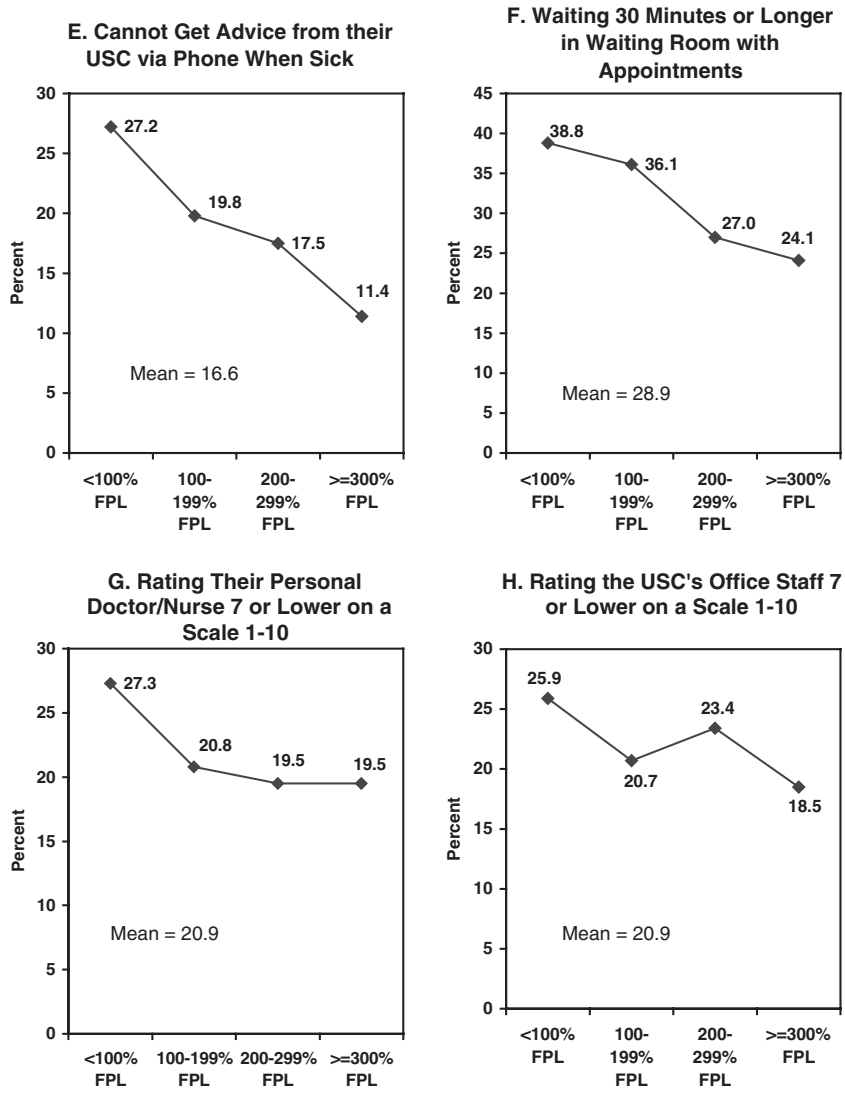 E. Cannot Get Advice from their
USC via Phone When Sick
30
25
20
15
10
5
0
Percent
27.2
19.8
17.5
11.4
Mean = 16.6
<100%
FPL
100-
199%
FPL
200-
299%
FPL
>=300%
FPL
F. Waiting 30 Minutes or Longer
in Waiting Room with
Appointments
45
40
35
30
25
20
15
10
5
0
Percent
38.8
36.1
27.0
24.1
Mean = 28.9
<100%
FPL
100-
199%
FPL
200-
299%
FPL
>=300%
FPL
G. Rating Their Personal
Doctor/Nurse 7 or Lower on a
Scale 1-10
30
25
20
15
10
5
0
Percent
27.3
20.8
19.5
19.5
Mean = 20.9
<100%
FPL
100-199%
FPL
200-299%
FPL
>=300%
FPL
H. Rating the USC's Office Staff 7
or Lower on a Scale 1-10
30
25
20
15
10
5
0
Percent
25.9
20.7
23.4
18.5
Mean = 20.9
<100%
FPL
100-
199%
FPL
200-
299%
FPL
>=300%
FPL